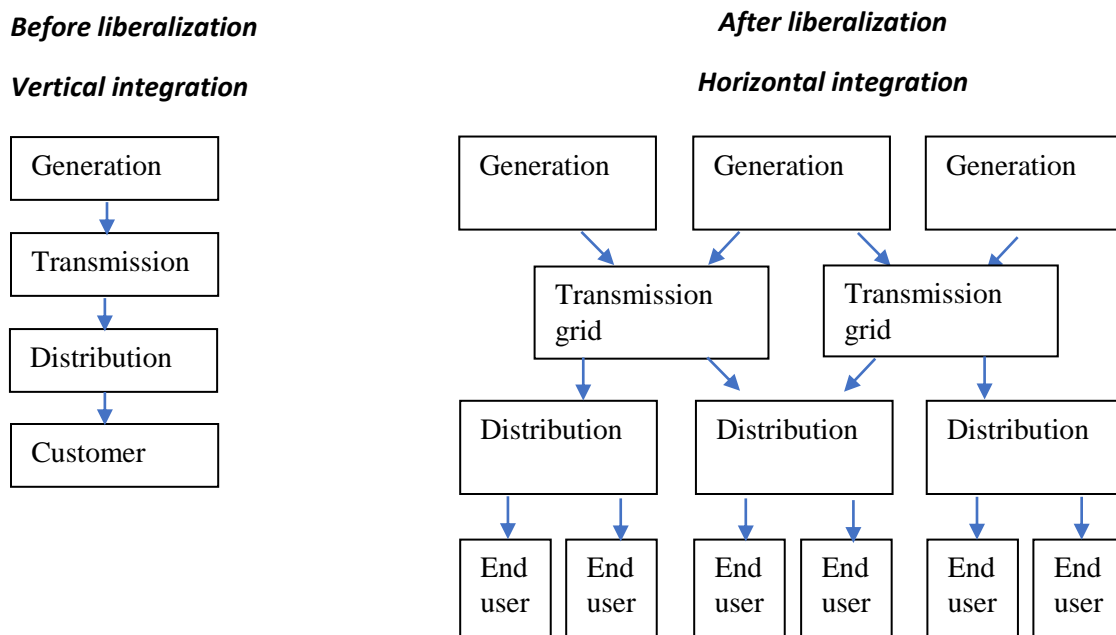 Before liberalization
After liberalization
Vertical integration
Horizontal integration
Generation
Transmission
Distribution
Customer
Generation
Generation
Generation
Transmission
grid
Transmission
grid
Distribution
Distribution
Distribution
End
user
End
user
End
user
End
user
End
user
End
user